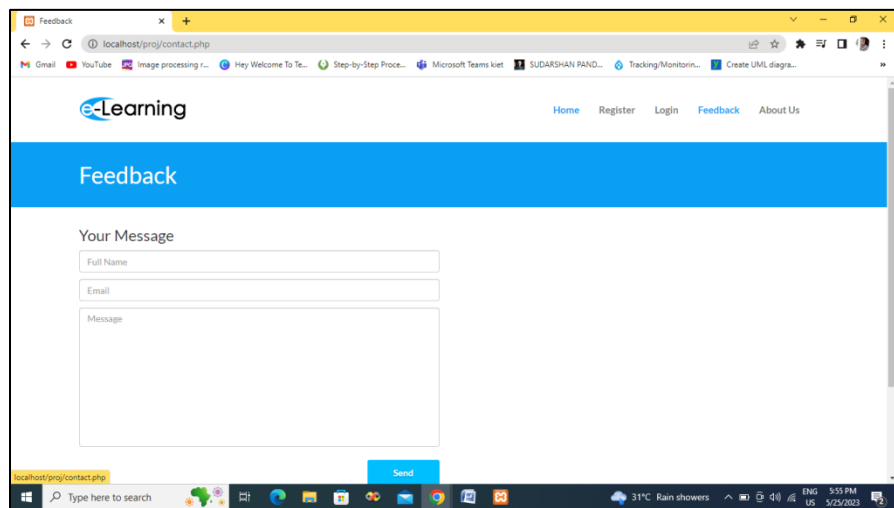 Feedback
localhost/proj/contact.php
Gmail YouTube Image processing r... Hey Welcome To Te... Step-by-Step Proce... Microsoft Teams kiet SUDARSHAN PAND... Tracking/Monitorin... Create UML diagra... »
e-Learning
Home Register Login Feedback About Us
Feedback
Your Message
Full Name
Email
Message
Send
localhost/proj/contact.php
Type here to search
31°C Rain showers
ENG
US
5:55 PM
5/25/2023
2